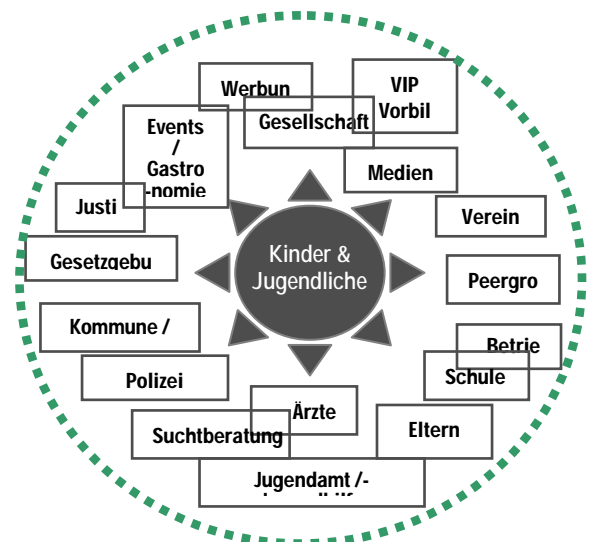 Werbun
VIP
Vorbil
Gesellschaft
Events
/
Gastro
-nomie
Medien
Justi
Verein
Gesetzgebu
Kinder &
Jugendliche
Peergro
Kommune /
Betrie
Polizei
Schule
Ärzte
Eltern
Suchtberatung
Jugendamt /-